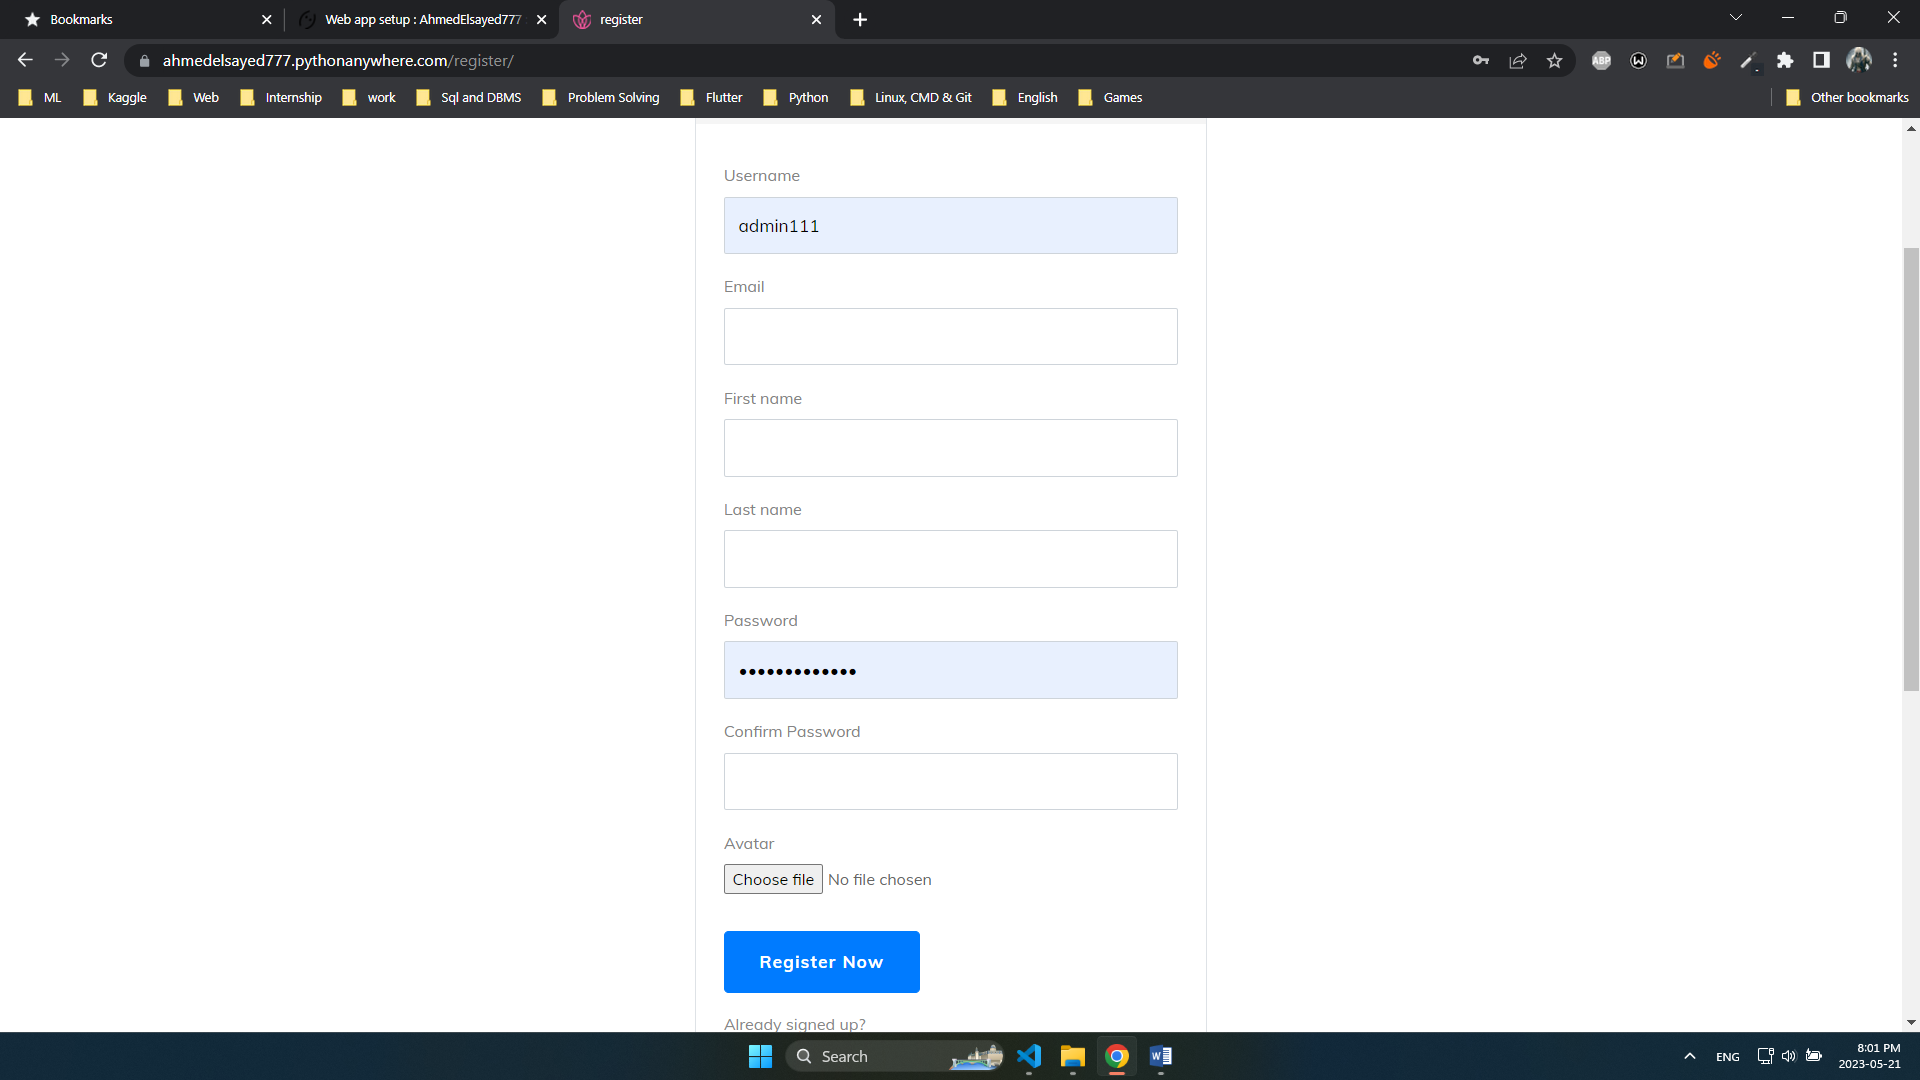 Bookmarks
Web app setup : AhmedElsayed777
register
ahmedelsayed777.pythonanywhere.com/register/
ABP
ML Kaggle Web Internship work Sql and DBMS Problem Solving Flutter Python Linux, CMD & Git English Games Other bookmarks
Username
admin111
Email
First name
Last name
Password
•••••••••••••
Confirm Password
Avatar
Choose file No file chosen
Register Now
Already signed up?
Search
ENG
8:01 PM
2023-05-21